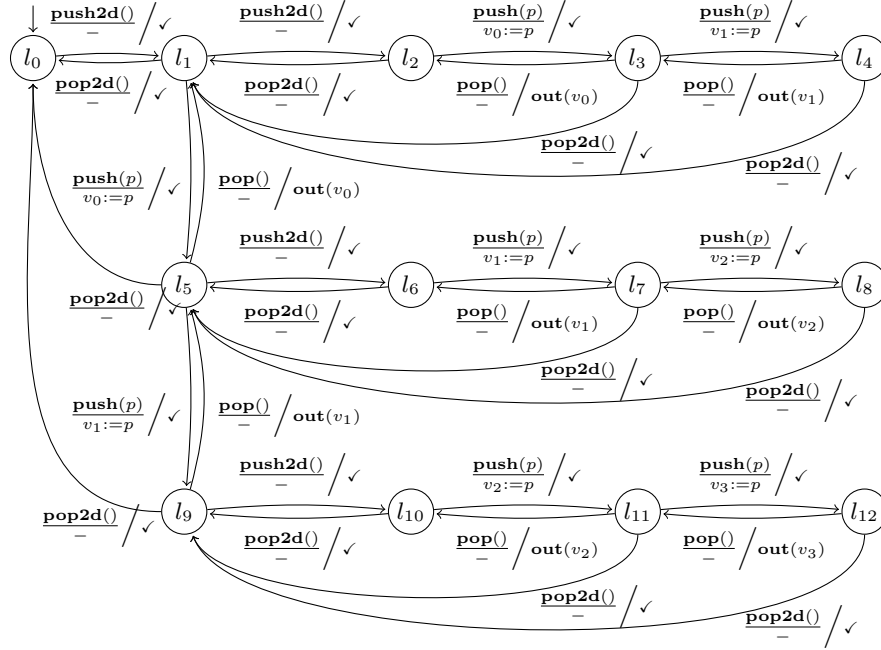 push2d()/✓ push2d()/✓ push(p)/✓ push(p)/✓
− − v₀:=p v₁:=p
l₀ l₁ l₂ l₃ l₄
pop2d()/✓ pop2d()/✓ pop()/out(v₀) pop()/out(v₁)
− − − −
pop2d()/✓
−
pop2d()/✓
−
push(p)/✓ pop()/out(v₀)
v₀:=p −
push2d()/✓ push(p)/✓ push(p)/✓
− v₁:=p v₂:=p
l₅ l₆ l₇ l₈
pop2d()/✓ pop2d()/✓ pop()/out(v₁) pop()/out(v₂)
− − − −
pop2d()/✓
−
pop2d()/✓
−
push(p)/✓ pop()/out(v₁)
v₁:=p −
push2d()/✓ push(p)/✓ push(p)/✓
− v₂:=p v₃:=p
l₉ l₁₀ l₁₁ l₁₂
pop2d()/✓ pop2d()/✓ pop()/out(v₂) pop()/out(v₃)
− − − −
pop2d()/✓
−
pop2d()/✓
−